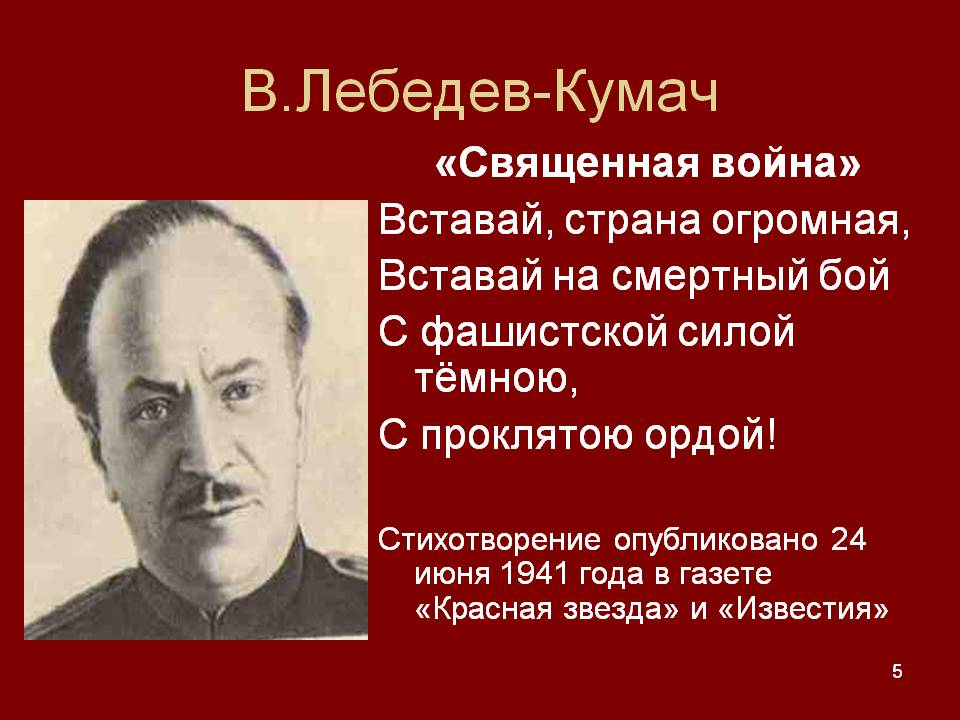 В.Лебедев-Кумач
«Священная война»
Вставай, страна огромная,
Вставай на смертный бой
С фашистской силой
тёмною,
С проклятою ордой!
Стихотворение опубликовано 24
июня 1941 года в газете
«Красная звезда» и «Известия»
5